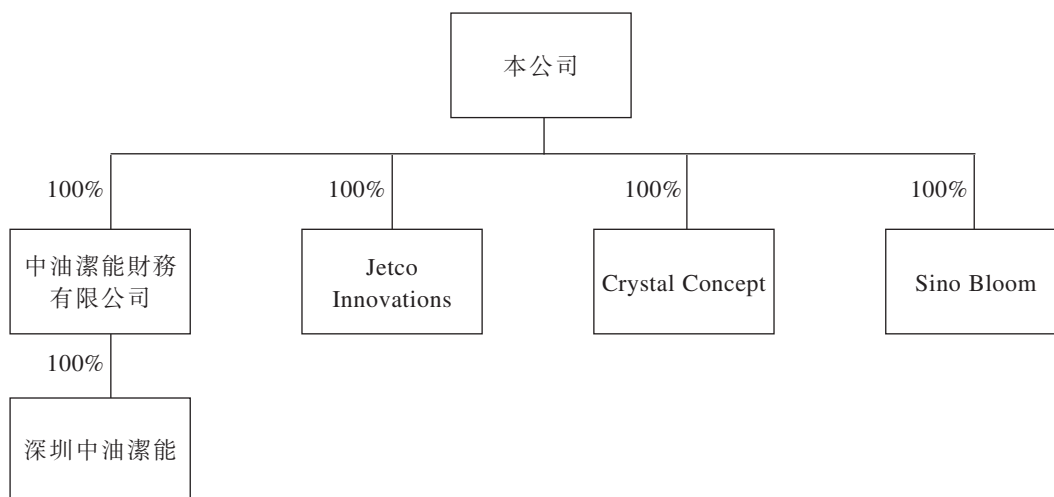 本公司
100%
100%
100%
100%
中油潔能財務
有限公司
Jetco
Innovations
Crystal Concept
Sino Bloom
100%
深圳中油潔能